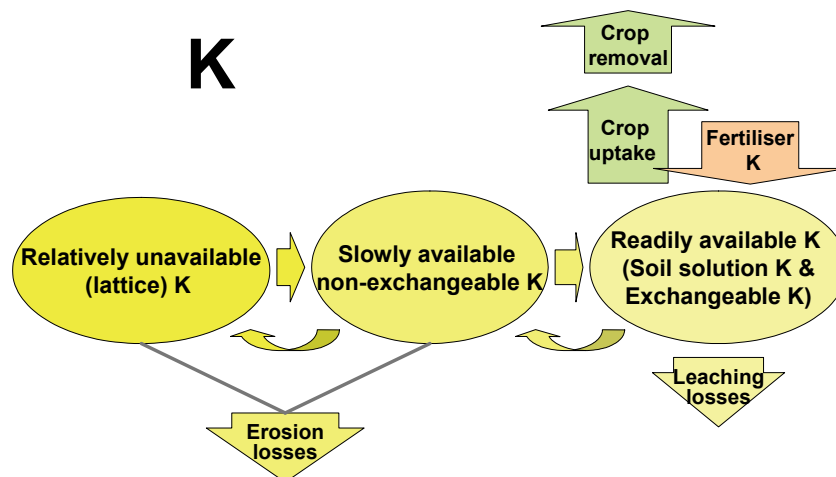 K
Crop
removal
Crop
uptake
Fertiliser
K
Relatively unavailable
(lattice) K
Slowly available
non-exchangeable K
Readily available K
(Soil solution K &
Exchangeable K)
Leaching
losses
Erosion
losses